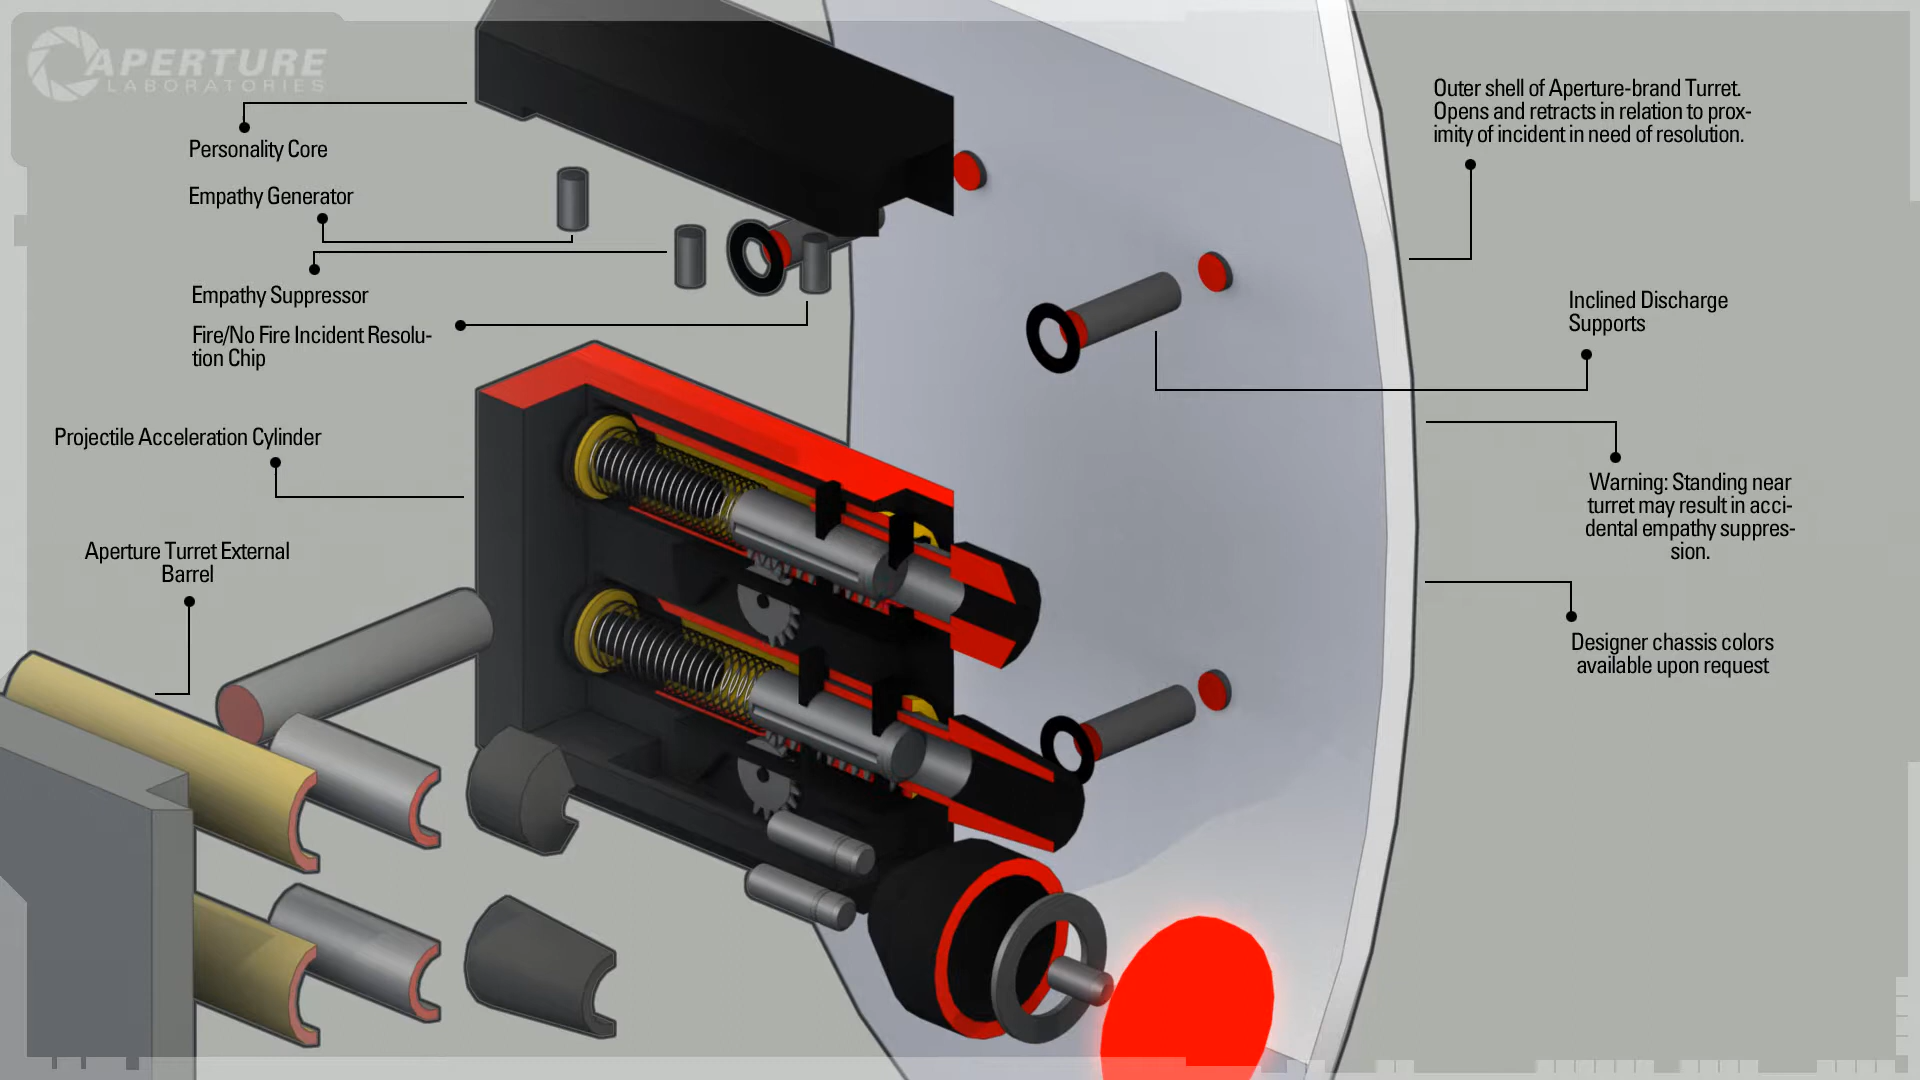 APERTURE
LABORATORIES
Personality Core
Empathy Generator
Empathy Suppressor
Fire/No Fire Incident Resolu-
tion Chip
Projectile Acceleration Cylinder
Aperture Turret External
Barrel
Outer shell of Aperture-brand Turret.
Opens and retracts in relation to prox-
imity of incident in need of resolution.
Inclined Discharge
Supports
Warning: Standing near
turret may result in acci-
dental empathy suppres-
sion.
Designer chassis colors
available upon request